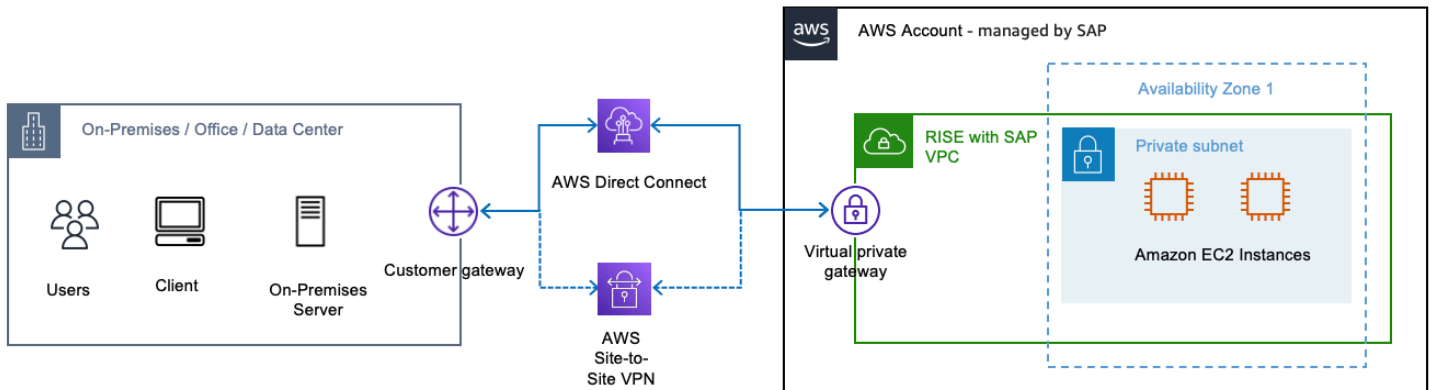 aws
AWS Account - managed by SAP
Availability Zone 1
On-Premises / Office / Data Center
RISE with SAP
VPC
Private subnet
AWS Direct Connect
Users
Client
On-Premises
Server
Customer gateway
Virtual private
gateway
Amazon EC2 Instances
AWS
Site-to-
Site VPN